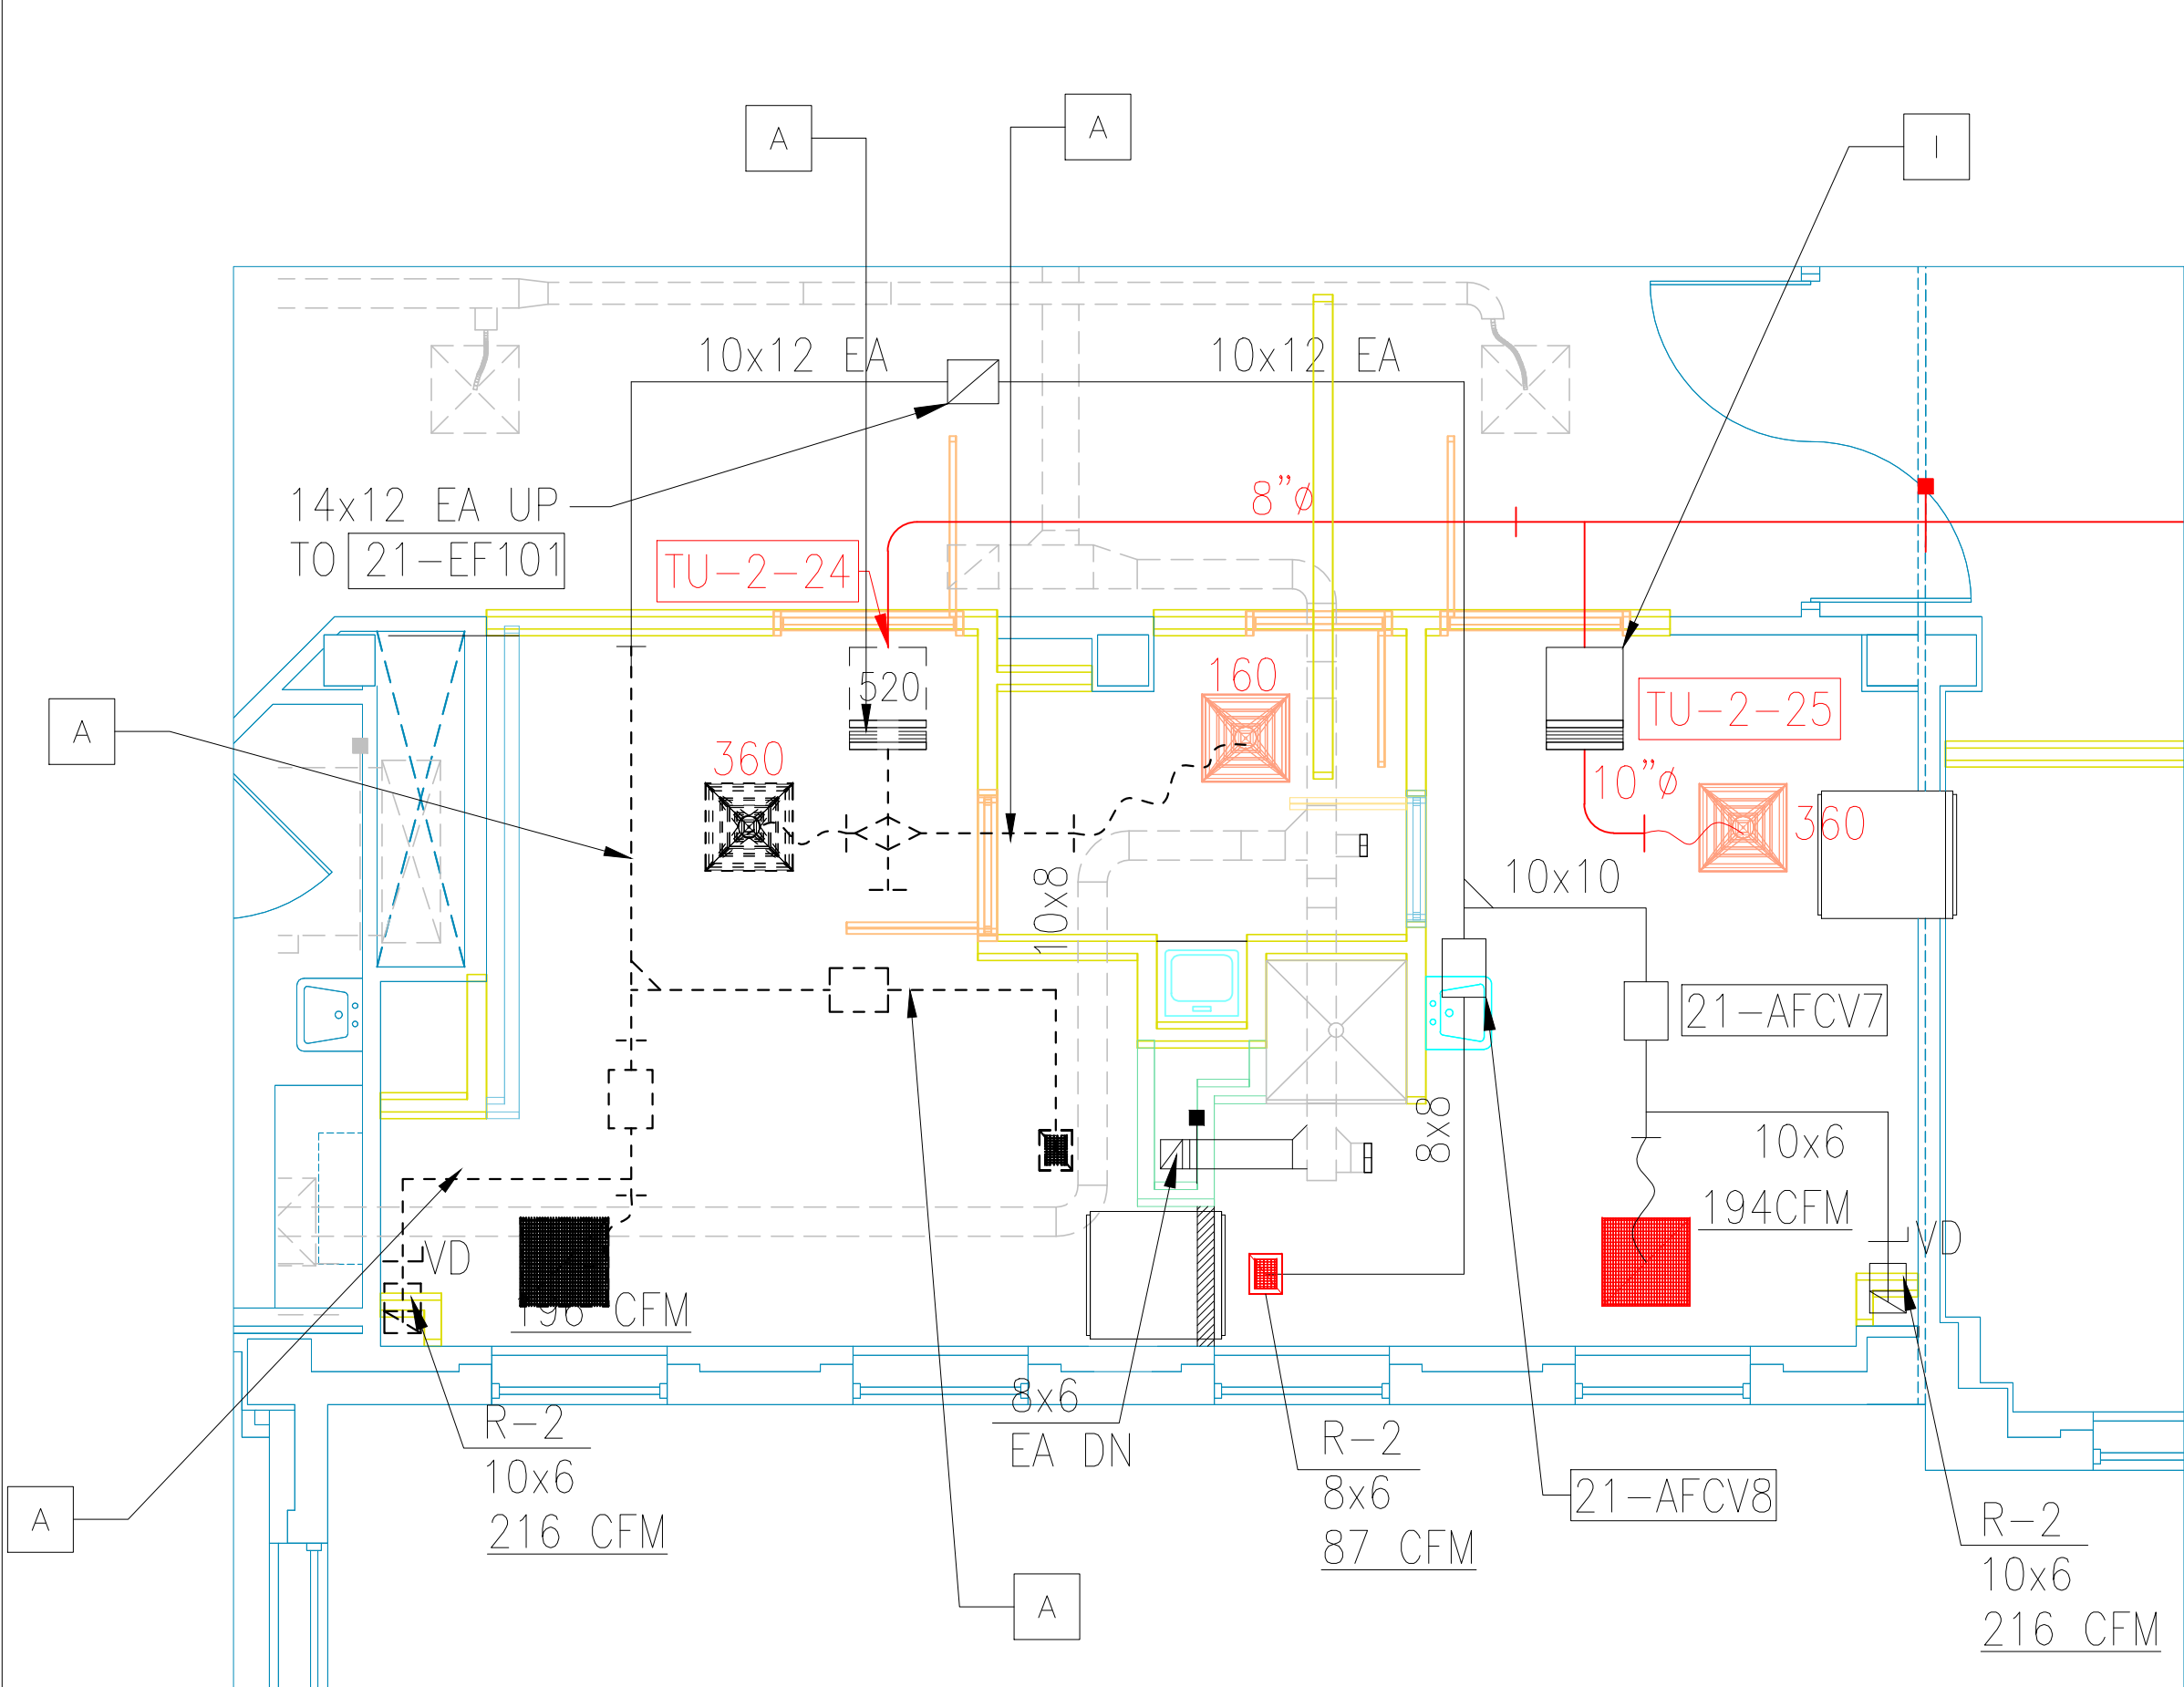 A
A
I
10x12 EA
10x12 EA
14x12 EA UP
TO 21-EF101
8"ø
TU-2-24
520
160
TU-2-25
A
360
10"ø
360
10x8
10x10
21-AFCV7
8x8
10x6
194CFM
VD
VD
196 CFM
8x6
EA DN
R-2
10x6
216 CFM
R-2
8x6
87 CFM
21-AFCV8
A
R-2
10x6
216 CFM
A